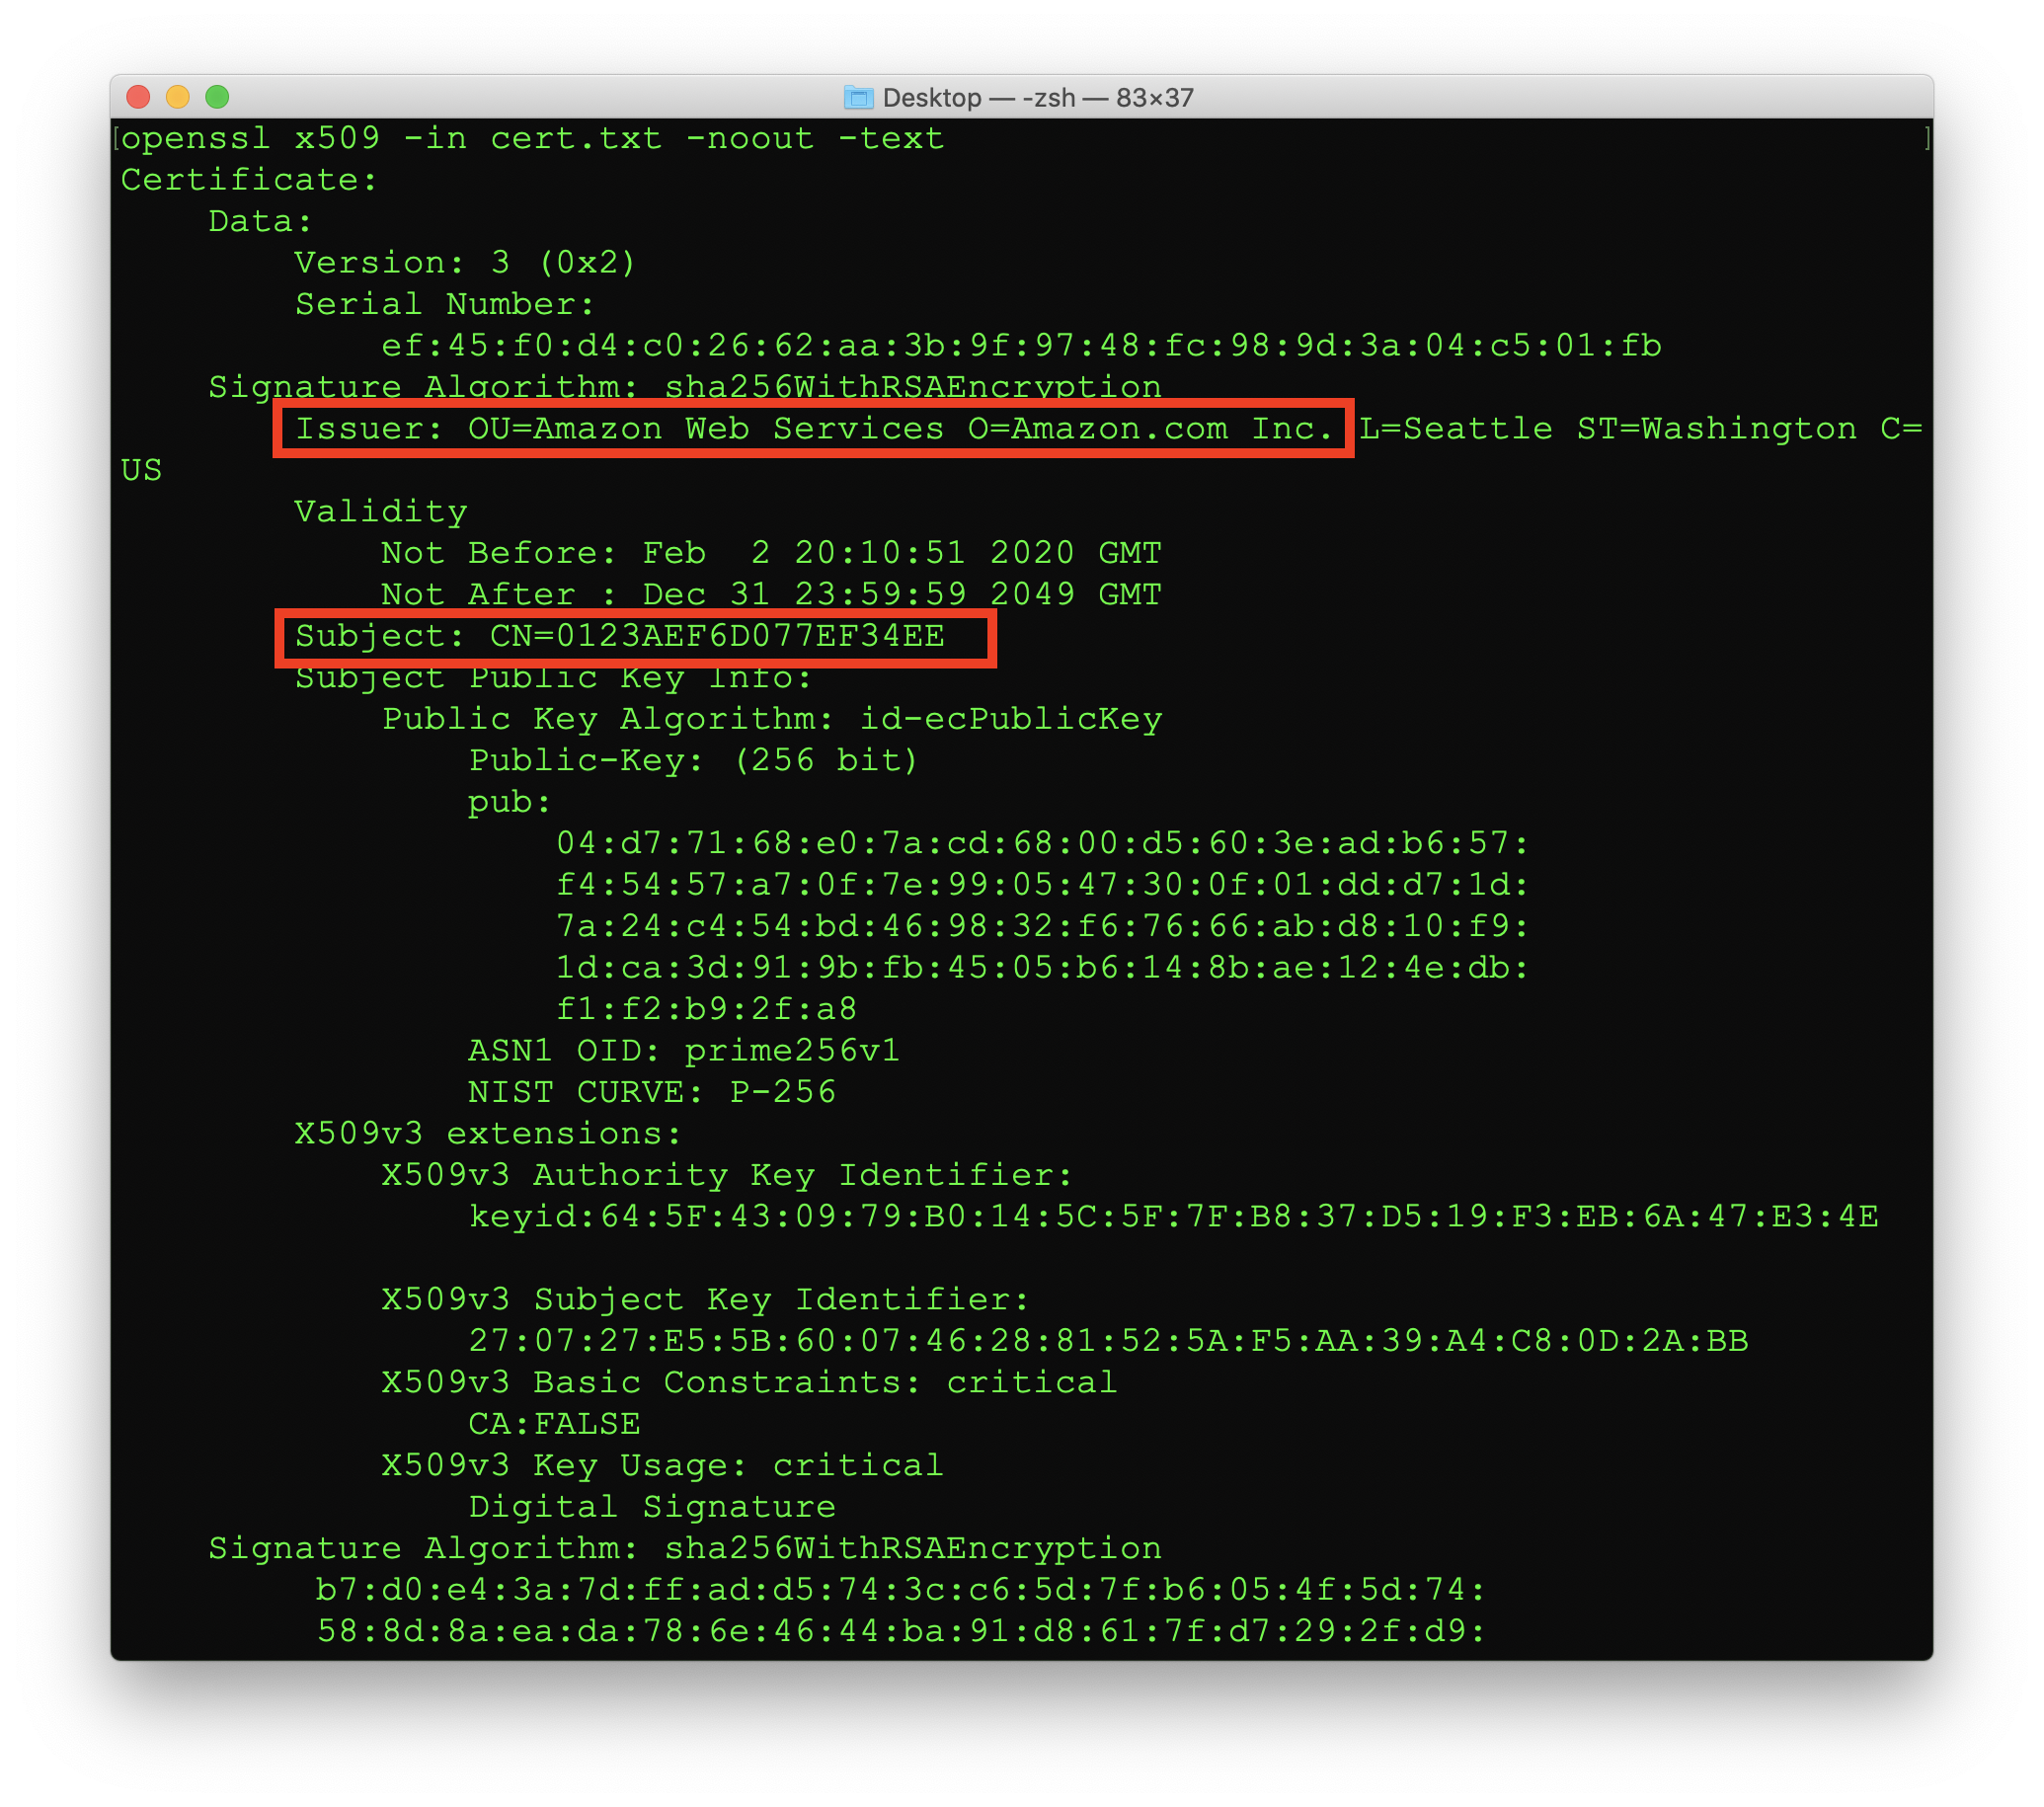 Desktop — -zsh — 83×37
[openssl x509 -in cert.txt -noout -text ]
Certificate:
Data:
Version: 3 (0x2)
Serial Number:
ef:45:f0:d4:c0:26:62:aa:3b:9f:97:48:fc:98:9d:3a:04:c5:01:fb
Signature Algorithm: sha256WithRSAEncryption
Issuer: OU=Amazon Web Services O=Amazon.com Inc. L=Seattle ST=Washington C=
US
Validity
Not Before: Feb  2 20:10:51 2020 GMT
Not After : Dec 31 23:59:59 2049 GMT
Subject: CN=0123AEF6D077EF34EE
Subject Public Key Info:
Public Key Algorithm: id-ecPublicKey
Public-Key: (256 bit)
pub:
04:d7:71:68:e0:7a:cd:68:00:d5:60:3e:ad:b6:57:
f4:54:57:a7:0f:7e:99:05:47:30:0f:01:dd:d7:1d:
7a:24:c4:54:bd:46:98:32:f6:76:66:ab:d8:10:f9:
1d:ca:3d:91:9b:fb:45:05:b6:14:8b:ae:12:4e:db:
f1:f2:b9:2f:a8
ASN1 OID: prime256v1
NIST CURVE: P-256
X509v3 extensions:
X509v3 Authority Key Identifier:
keyid:64:5F:43:09:79:B0:14:5C:5F:7F:B8:37:D5:19:F3:EB:6A:47:E3:4E
X509v3 Subject Key Identifier:
27:07:27:E5:5B:60:07:46:28:81:52:5A:F5:AA:39:A4:C8:0D:2A:BB
X509v3 Basic Constraints: critical
CA:FALSE
X509v3 Key Usage: critical
Digital Signature
Signature Algorithm: sha256WithRSAEncryption
b7:d0:e4:3a:7d:ff:ad:d5:74:3c:c6:5d:7f:b6:05:4f:5d:74:
58:8d:8a:ea:da:78:6e:46:44:ba:91:d8:61:7f:d7:29:2f:d9: